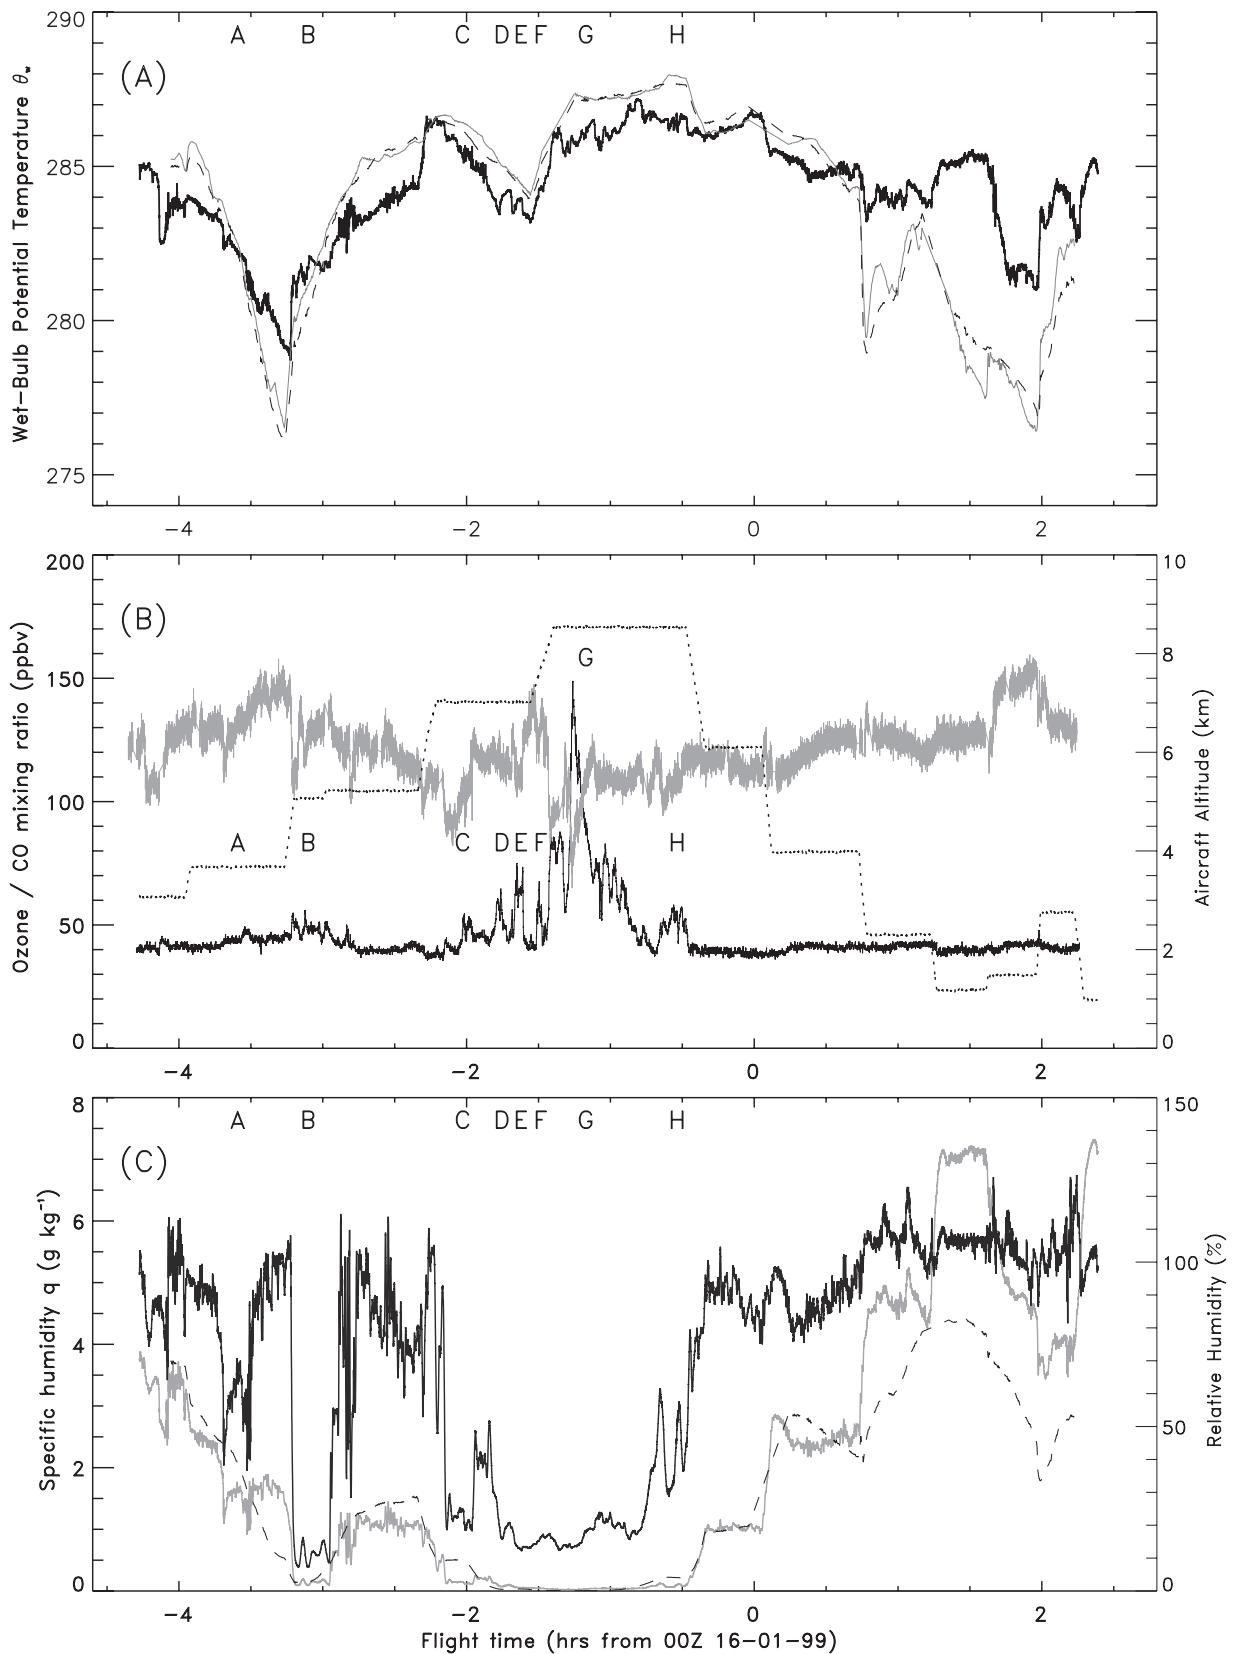 290
A B C D E F G H
(A)
285
280
275
Wet-Bulb Potential Temperature θw
-4 -2 0 2
200 10
(B)
G
150 8
6
100
A B C D E F H
4
50
2
0 0
Ozone / CO mixing ratio (ppbv)
Aircraft Altitude (km)
-4 -2 0 2
8 150
A B C D E F G H
(C)
6
100
4
50
2
0 0
Specific humidity q (g kg⁻¹)
Relative Humidity (%)
-4 -2 0 2
Flight time (hrs from 00Z 16-01-99)